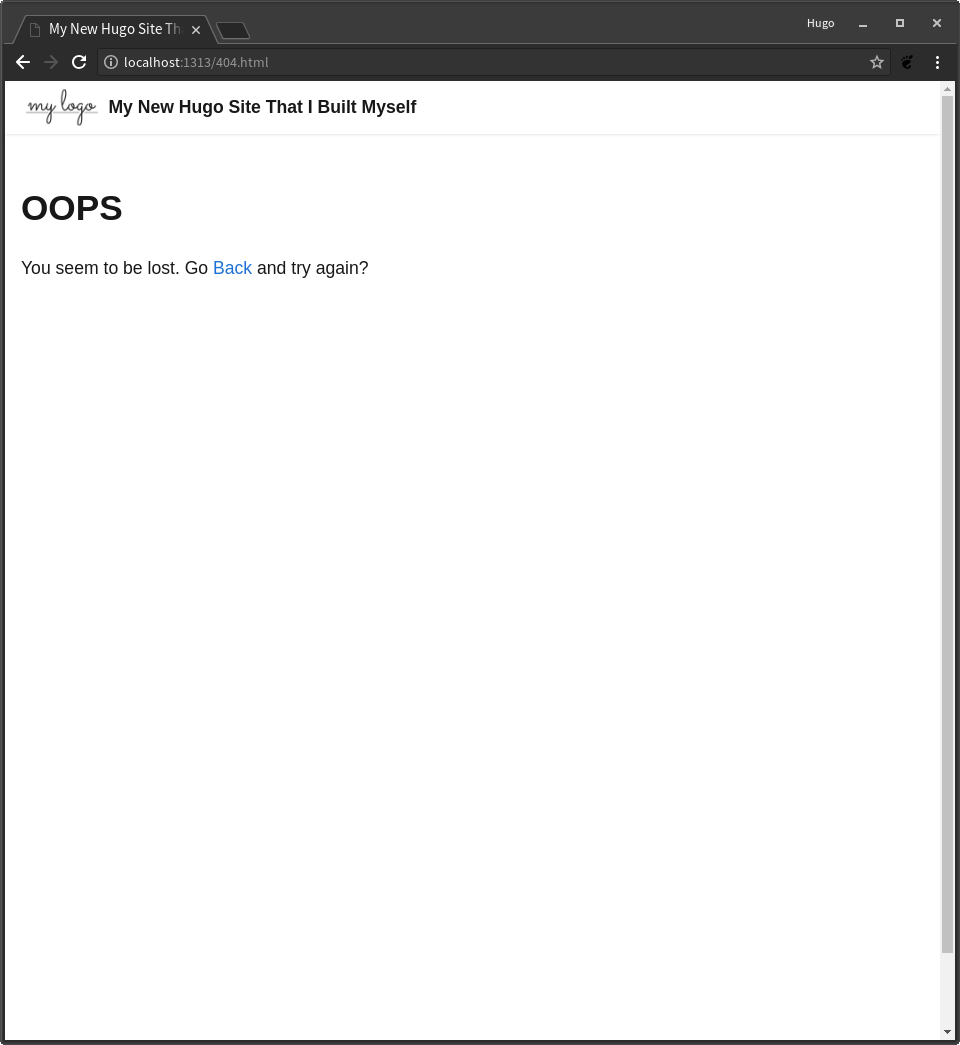 My New Hugo Site Th
Hugo
localhost:1313/404.html
my logo My New Hugo Site That I Built Myself
OOPS
You seem to be lost. Go Back and try again?